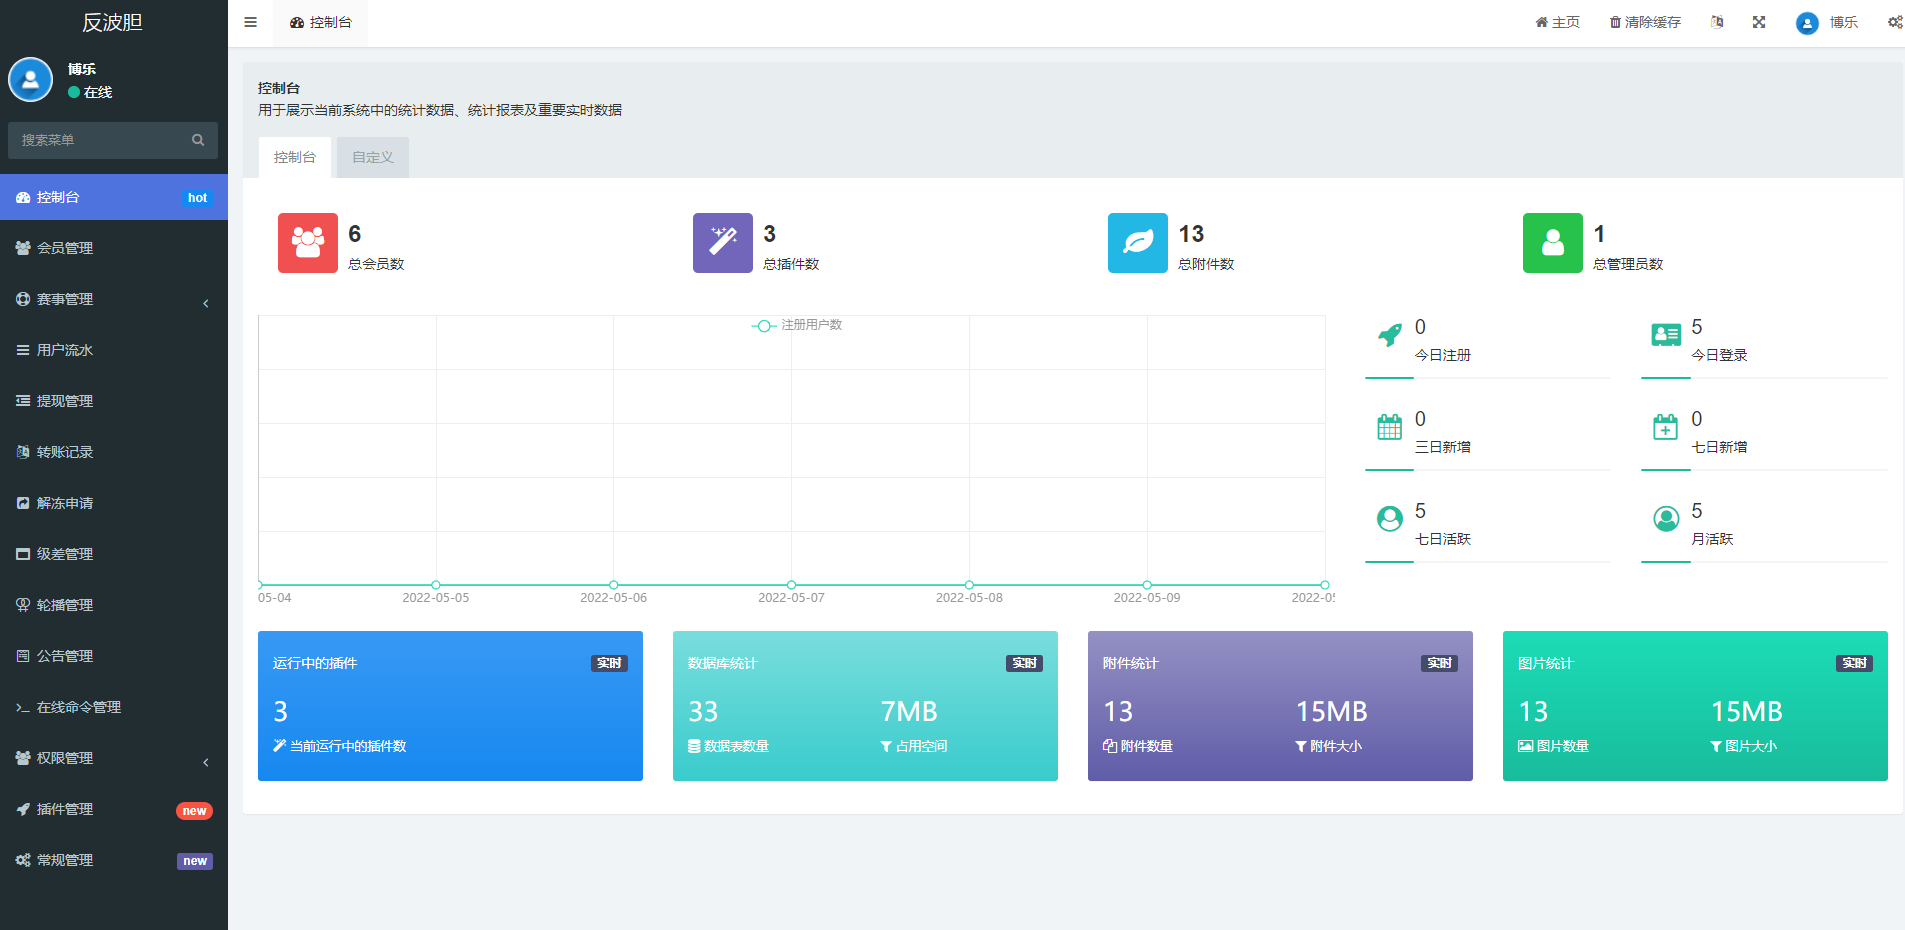 反波胆
博乐
在线
搜索菜单
控制台 hot
会员管理
赛事管理
用户流水
提现管理
转账记录
解冻申请
级差管理
轮播管理
公告管理
在线命令管理
权限管理
插件管理 new
常规管理 new
控制台
主页
清除缓存
博乐
控制台
用于展示当前系统中的统计数据、统计报表及重要实时数据
控制台 自定义
6
总会员数
3
总插件数
13
总附件数
1
总管理员数
注册用户数
05-04 2022-05-05 2022-05-06 2022-05-07 2022-05-08 2022-05-09 2022-05
0
今日注册
5
今日登录
0
三日新增
0
七日新增
5
七日活跃
5
月活跃
运行中的插件 实时
3
当前运行中的插件数
数据库统计 实时
33 7MB
数据表数量 占用空间
附件统计 实时
13 15MB
附件数量 附件大小
图片统计 实时
13 15MB
图片数量 图片大小